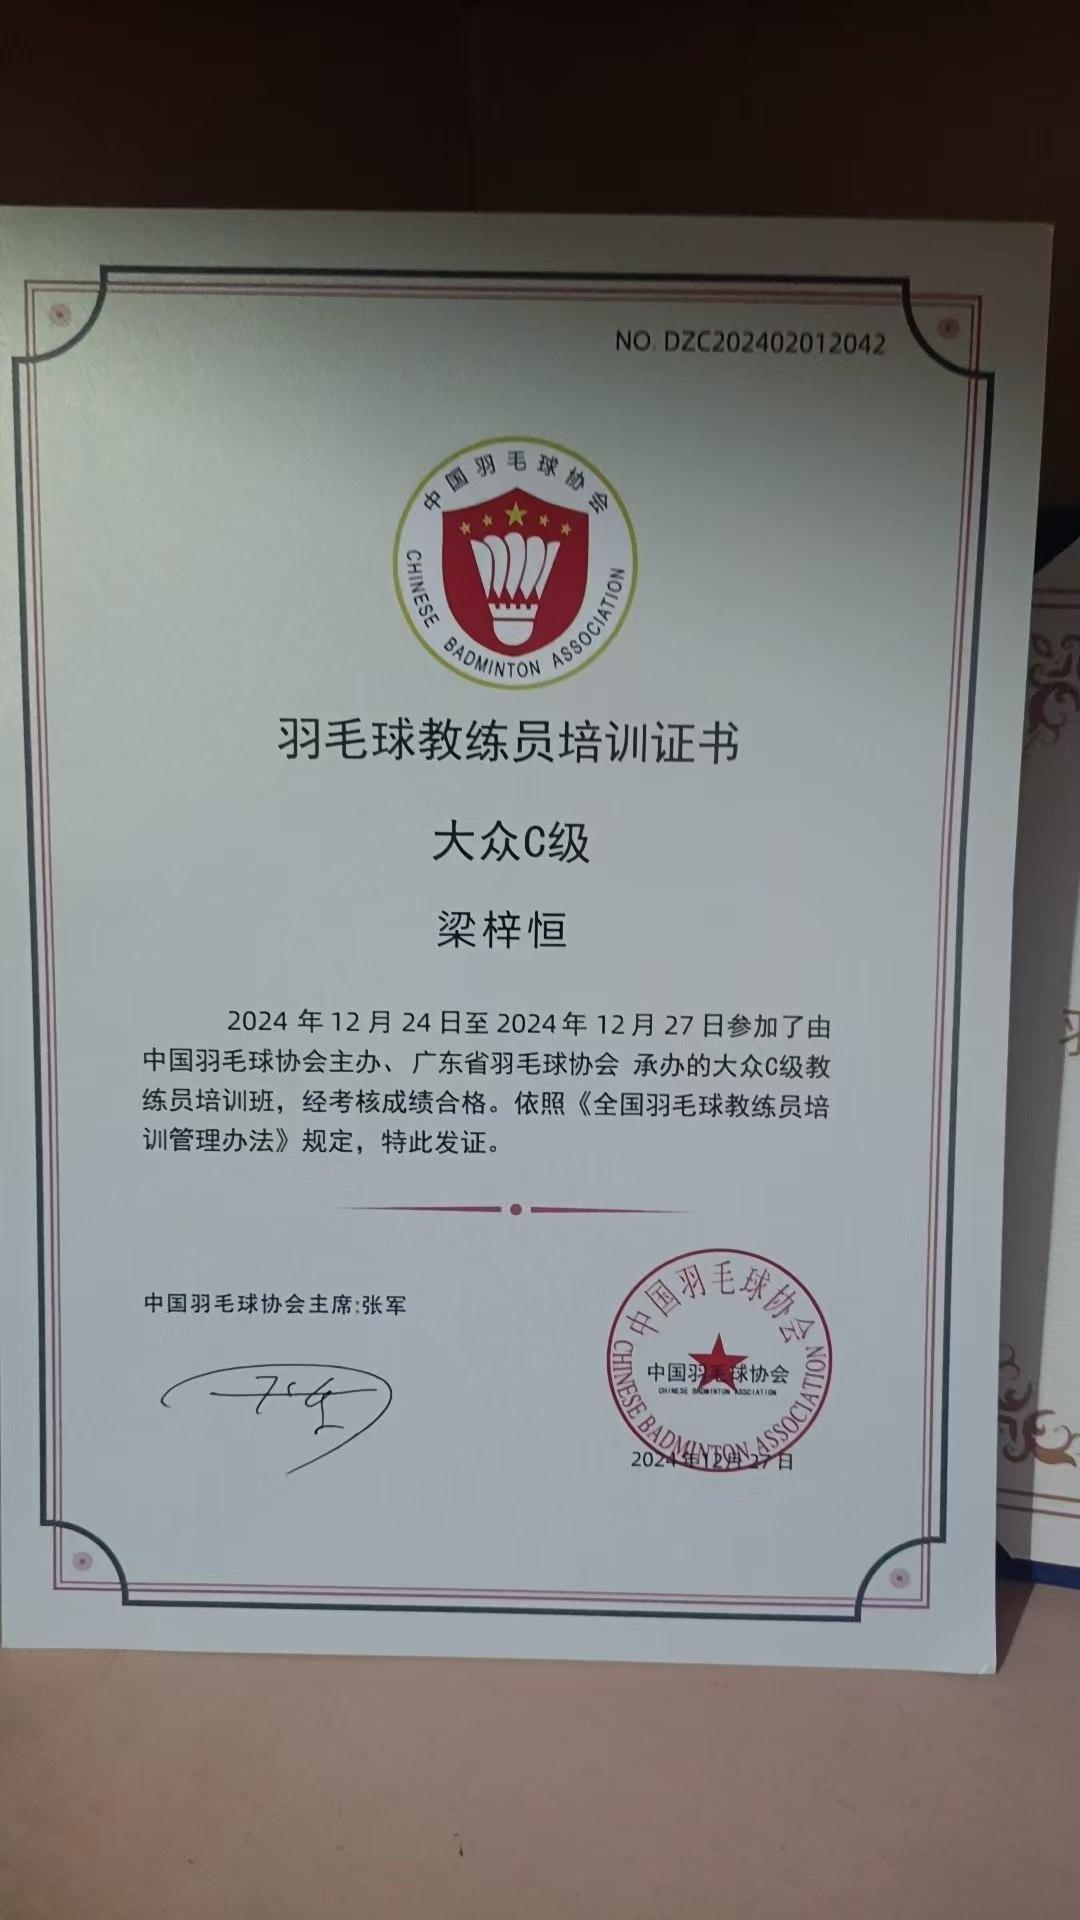 NO. DZC202402012042
中国羽毛球协会
CHINESE BADMINTON ASSOCIATION
羽毛球教练员培训证书
大众C级
梁梓恒
2024 年 12 月 24 日至 2024 年 12 月 27 日参加了由
中国羽毛球协会主办、广东省羽毛球协会 承办的大众C级教
练员培训班，经考核成绩合格。依照《全国羽毛球教练员培
训管理办法》规定，特此发证。
中国羽毛球协会主席:张军
中国羽毛球协会
中国羽毛球协会
CHINESE BADMINTON ASSCIATION
CHINESE BADMINTON ASSOCIATION
2024 年12月 27 日